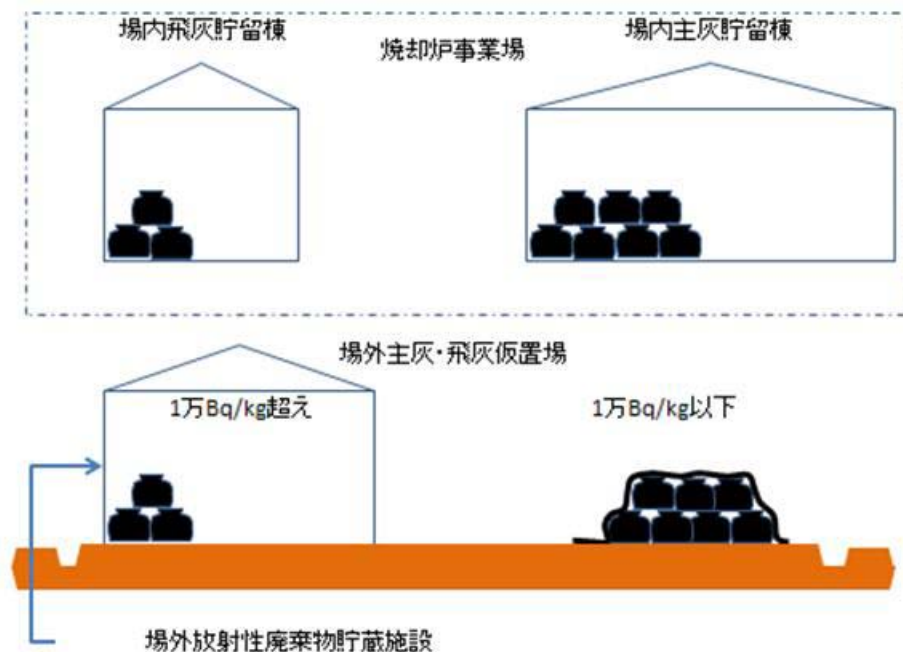 場内飛灰貯留棟
焼却炉事業場
場内主灰貯留棟
場外主灰・飛灰仮置場
1万Bq/kg超え
1万Bq/kg以下
場外放射性廃棄物貯蔵施設